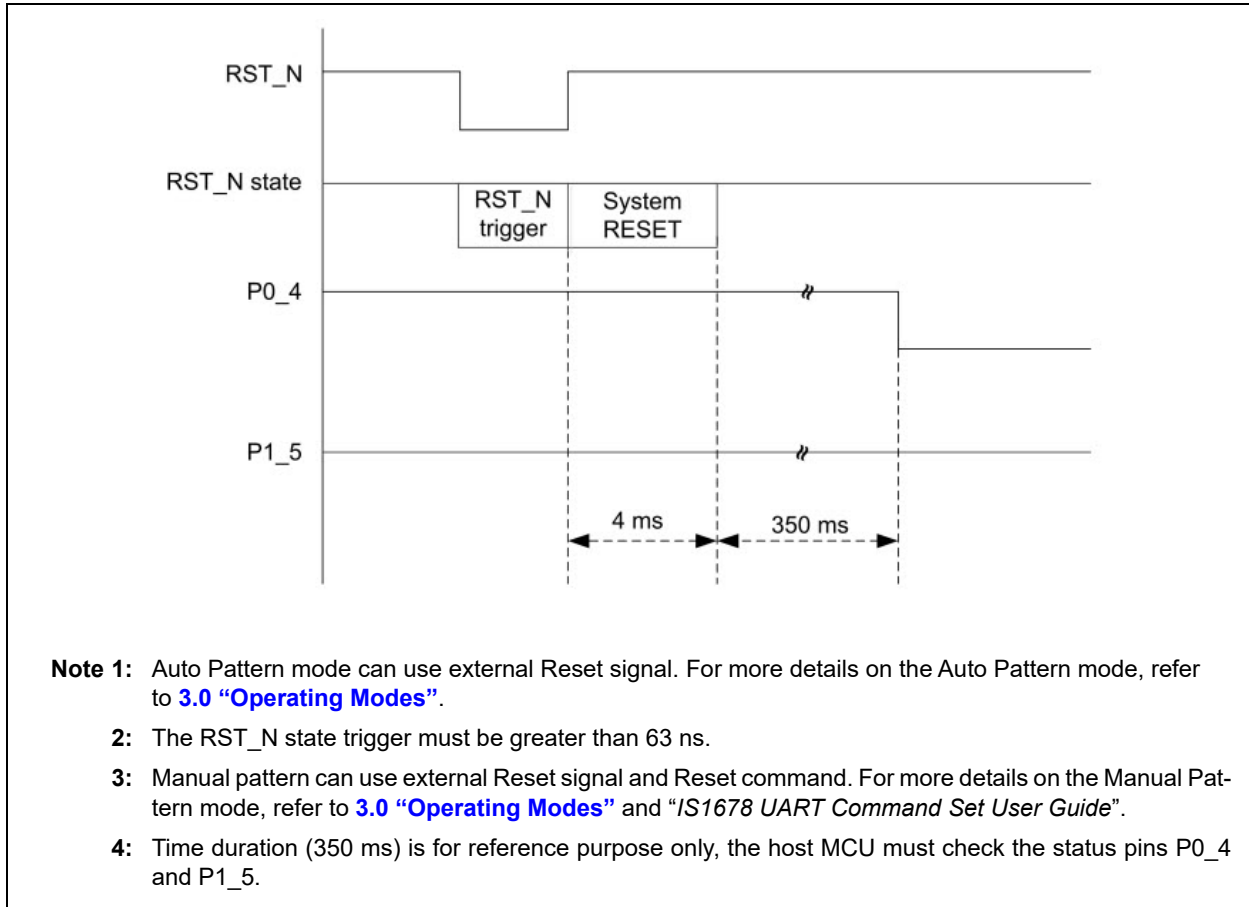 RST_N
RST_N state
RST_N
trigger
System
RESET
P0_4
P1_5
4 ms
350 ms
Note 1: Auto Pattern mode can use external Reset signal. For more details on the Auto Pattern mode, refer
to 3.0 “Operating Modes”.
2: The RST_N state trigger must be greater than 63 ns.
3: Manual pattern can use external Reset signal and Reset command. For more details on the Manual Pat-
tern mode, refer to 3.0 “Operating Modes” and “IS1678 UART Command Set User Guide”.
4: Time duration (350 ms) is for reference purpose only, the host MCU must check the status pins P0_4
and P1_5.